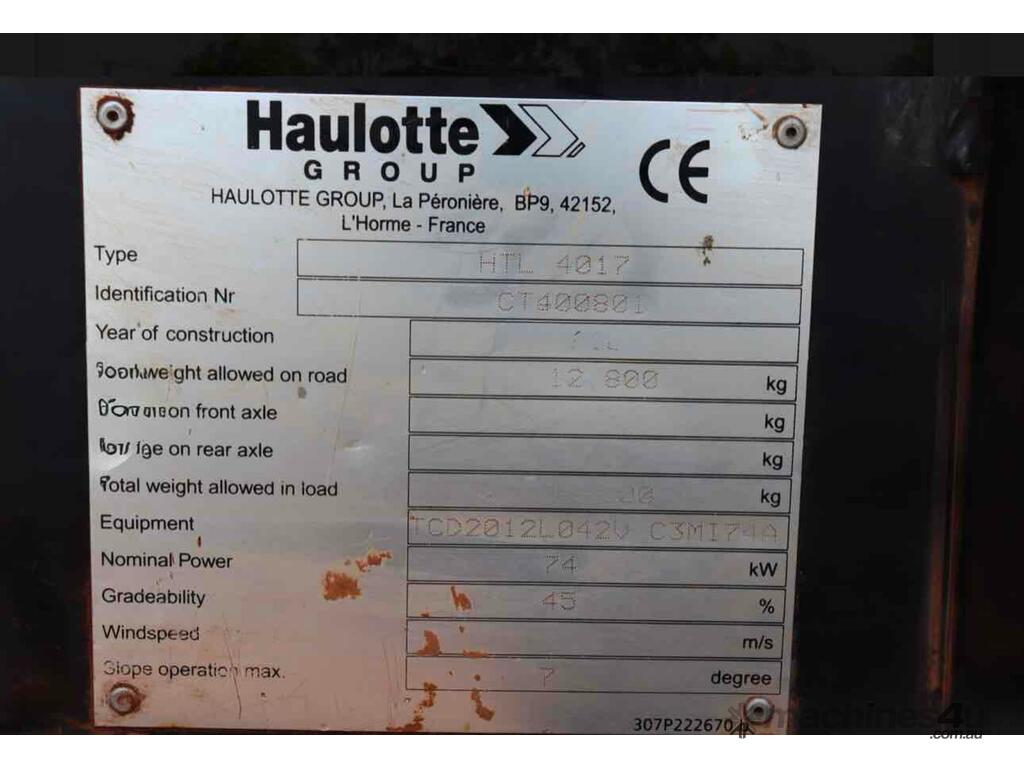 Haulotte
GROUP
CE
HAULOTTE GROUP, La Péronière, BP9, 42152,
L'Horme - France
Type HTL 4017
Identification Nr CT400801
Year of construction
weight allowed on road 12 800 kg
on front axle kg
on rear axle kg
Total weight allowed in load kg
Equipment TCD2012L042V C3MI74A
Nominal Power 74 kW
Gradeability 45 %
Windspeed m/s
Slope operation max. 7 degree
307P222670
machines4u
.com.au